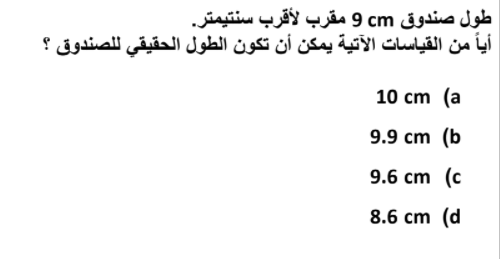 طول صندوق 9 cm مقرب لأقرب سنتيمتر.
أياً من القياسات الآتية يمكن أن تكون الطول الحقيقي للصندوق ؟
a) 10 cm
b) 9.9 cm
c) 9.6 cm
d) 8.6 cm